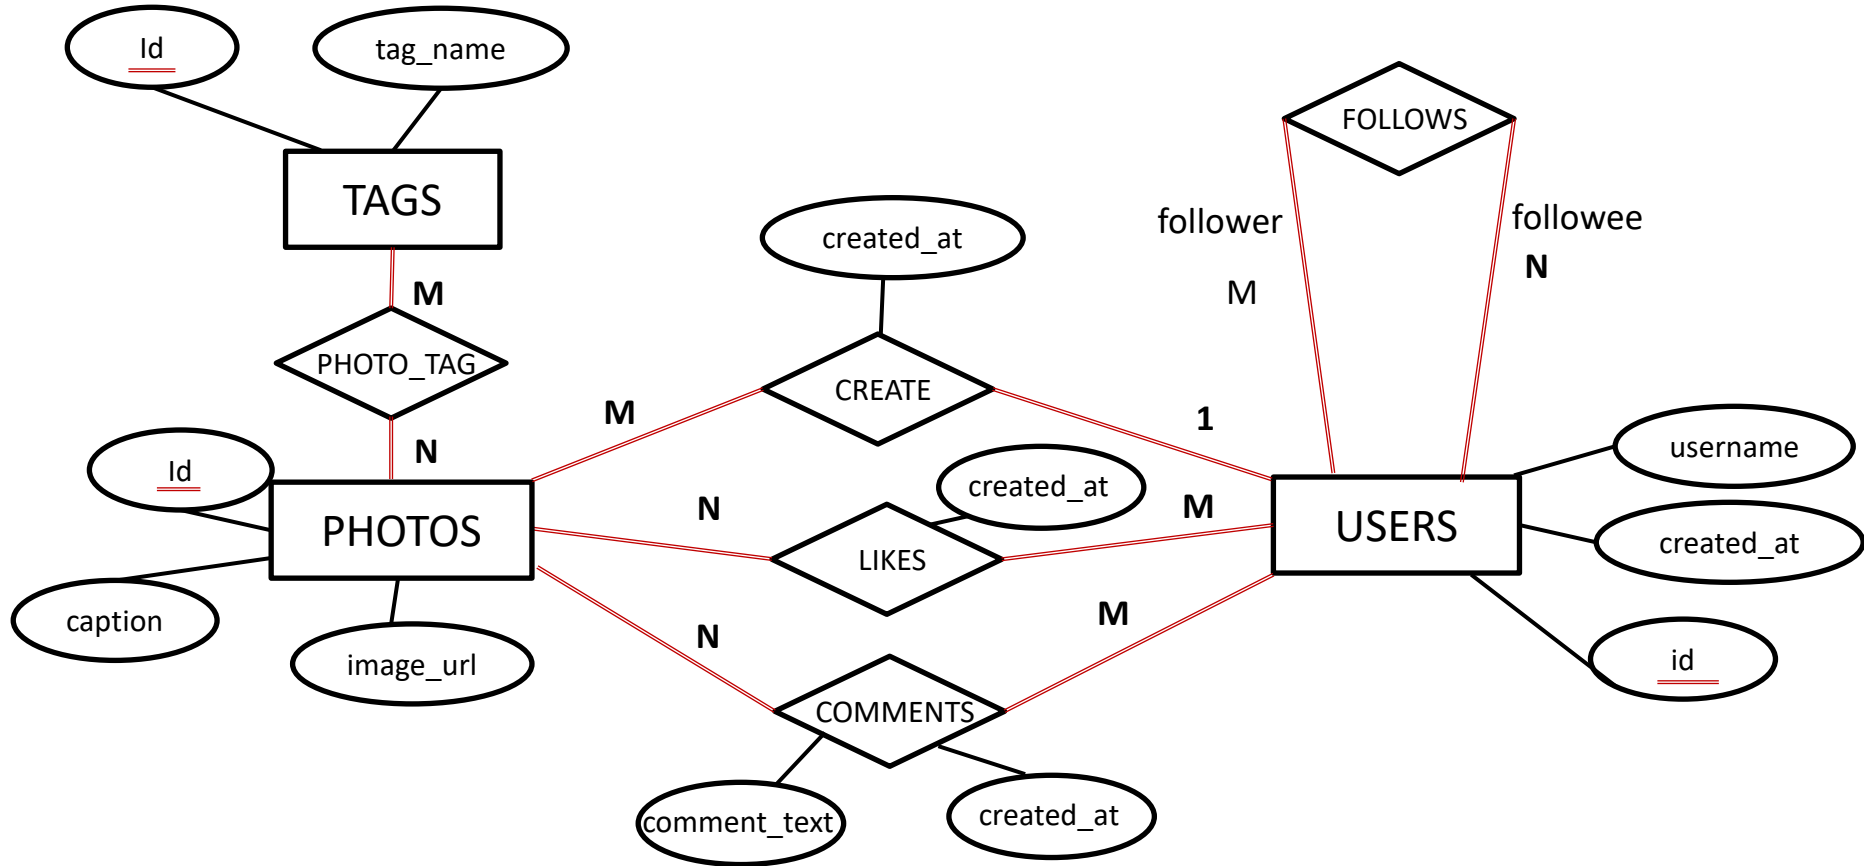 Id
tag_name
FOLLOWS
TAGS
follower
followee
created_at
N
M
M
PHOTO_TAG
CREATE
M
1
N
username
Id
created_at
N
M
PHOTOS
USERS
created_at
LIKES
caption
N
M
image_url
id
COMMENTS
comment_text
created_at